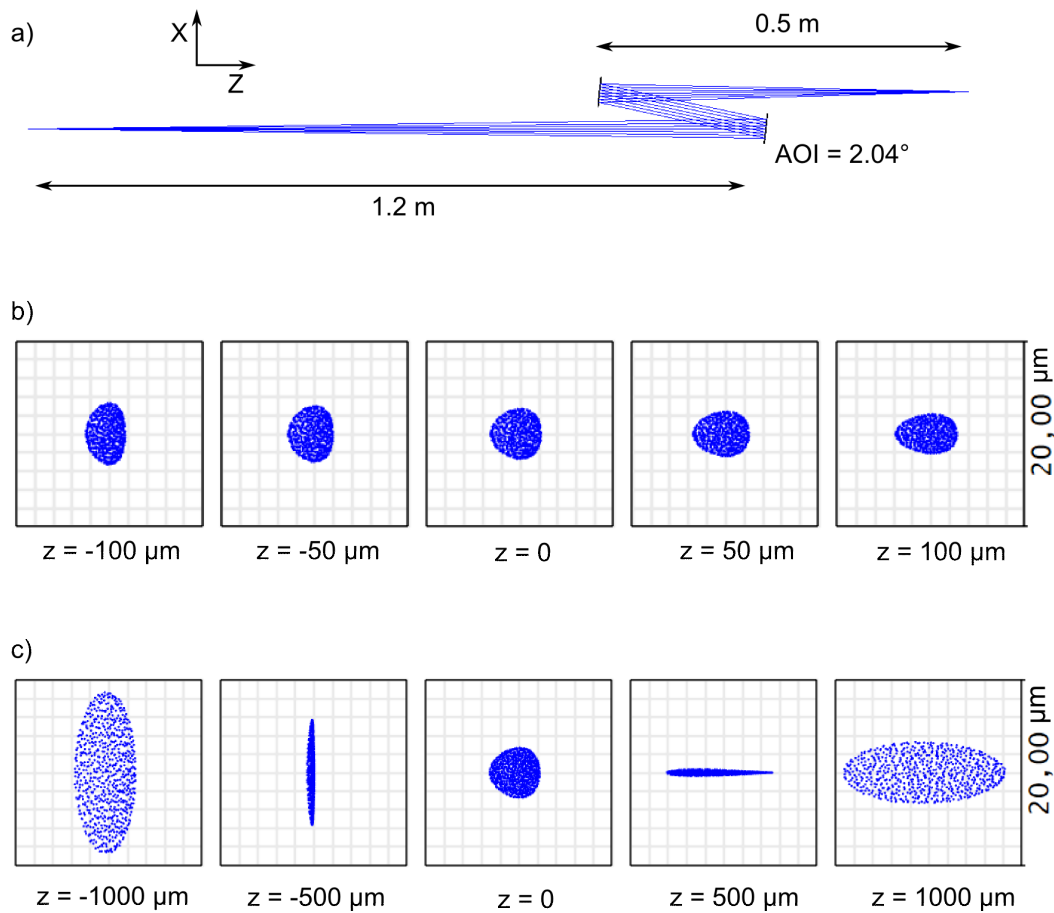 a)
X
Z
0.5 m
AOI = 2.04°
1.2 m
b)
20,00 µm
z = -100 µm
z = -50 µm
z = 0
z = 50 µm
z = 100 µm
c)
20,00 µm
z = -1000 µm
z = -500 µm
z = 0
z = 500 µm
z = 1000 µm